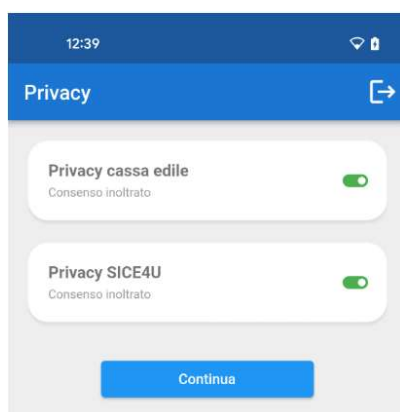 12:39
Privacy
Privacy cassa edile
Consenso inoltrato
Privacy SICE4U
Consenso inoltrato
Continua